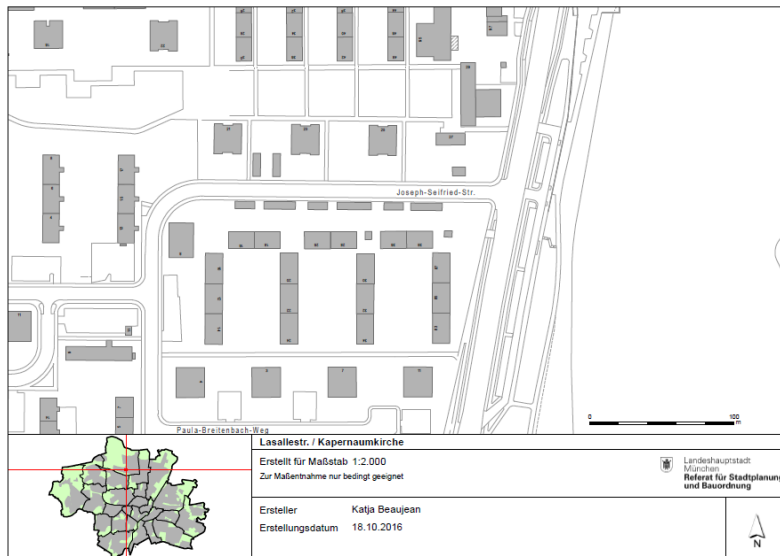 Joseph-Seifried-Str.
Paula-Breitenbach-Weg
0 100
m
Lasallestr. / Kapernaumkirche
Erstellt für Maßstab 1:2.000
Zur Maßentnahme nur bedingt geeignet
Landeshauptstadt
München
Referat für Stadtplanung
und Bauordnung
Ersteller Katja Beaujean
Erstellungsdatum 18.10.2016
N